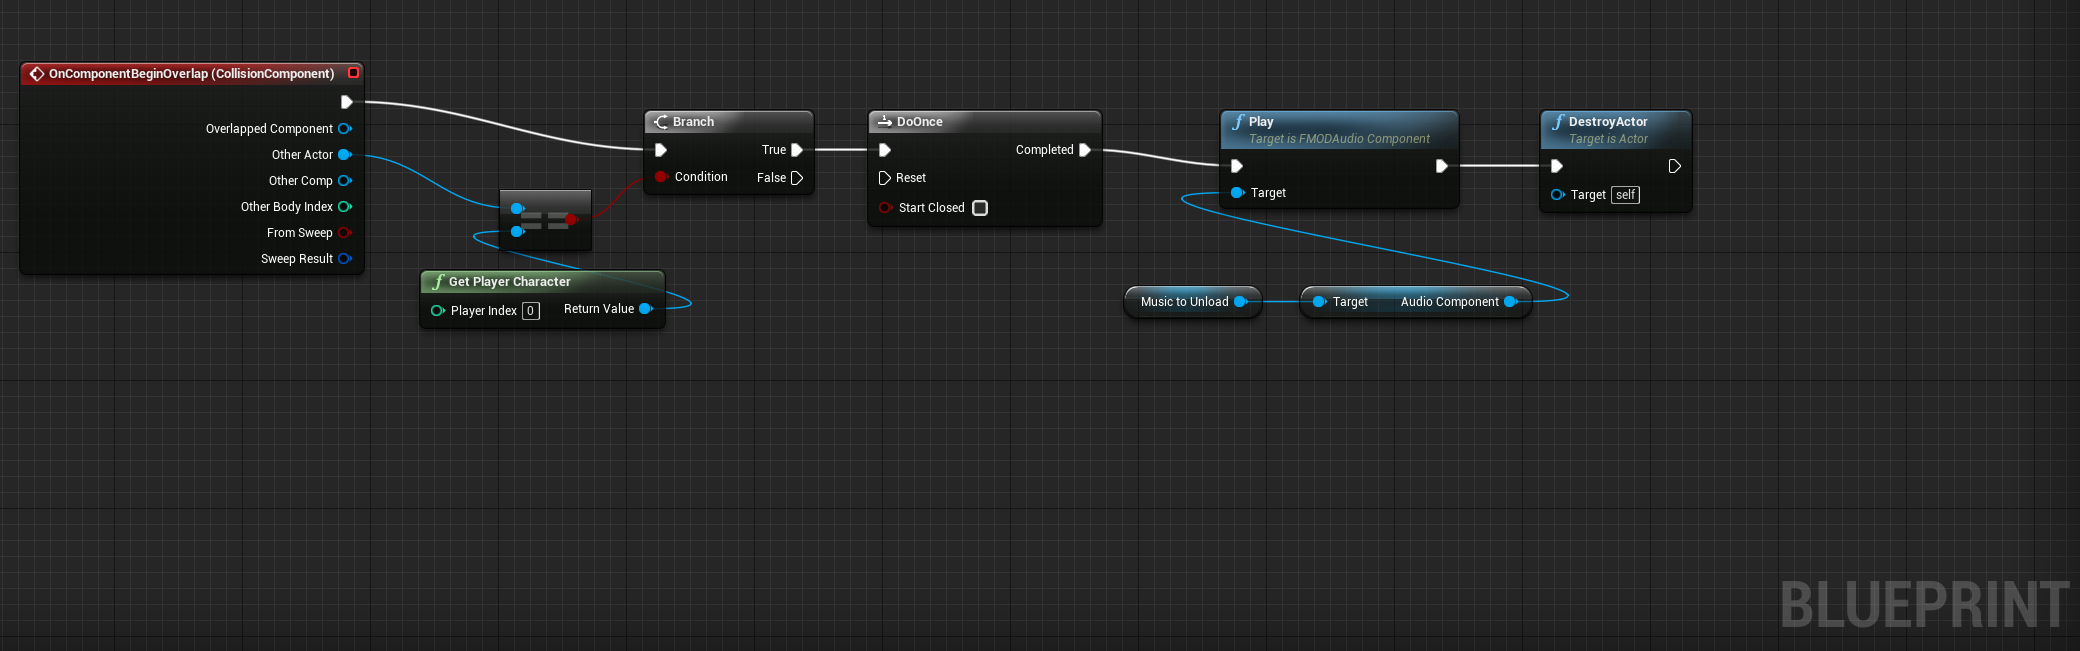 OnComponentBeginOverlap (CollisionComponent)
Overlapped Component
Other Actor
Other Comp
Other Body Index
From Sweep
Sweep Result
==
Get Player Character
Player Index 0
Return Value
Branch
True
Condition
False
DoOnce
Completed
Reset
Start Closed
Play
Target is FMODAudio Component
Target
Music to Unload
Target
Audio Component
DestroyActor
Target is Actor
Target self
BLUEPRINT